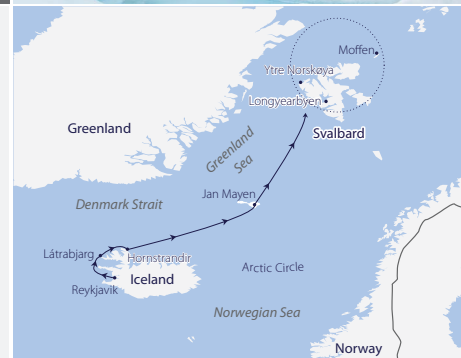 Moffen
Ytre Norskøya
Longyearbyen
Svalbard
Greenland
Greenland
Sea
Jan Mayen
Denmark Strait
Látrabjarg
Hornstrandir
Iceland
Reykjavik
Arctic Circle
Norwegian Sea
Norway